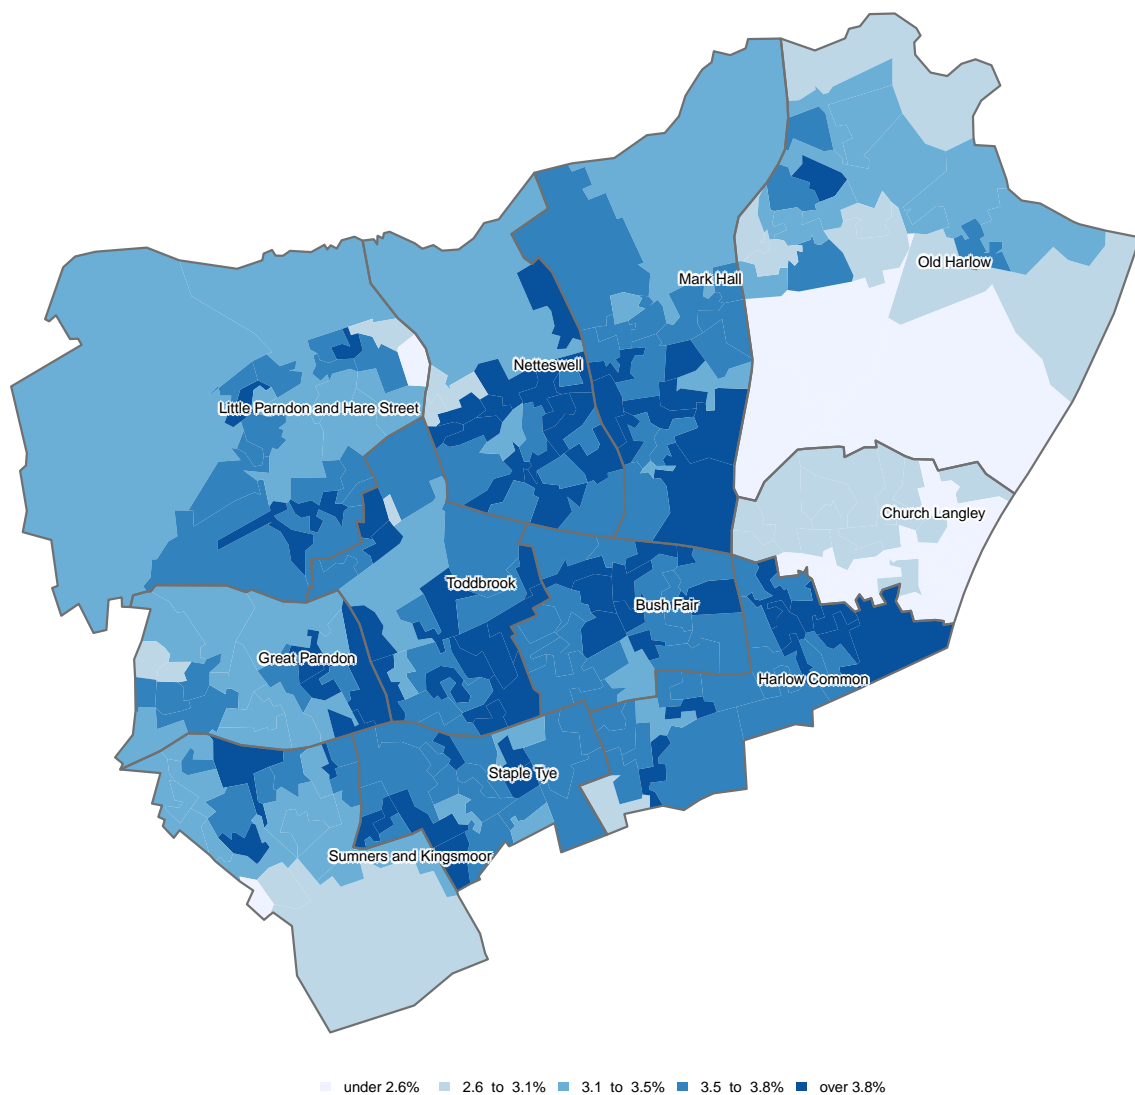 Old Harlow
Mark Hall
Netteswell
Little Parndon and Hare Street
Church Langley
Toddbrook
Bush Fair
Great Parndon
Harlow Common
Staple Tye
Sumners and Kingsmoor
under 2.6% 2.6 to 3.1% 3.1 to 3.5% 3.5 to 3.8% over 3.8%